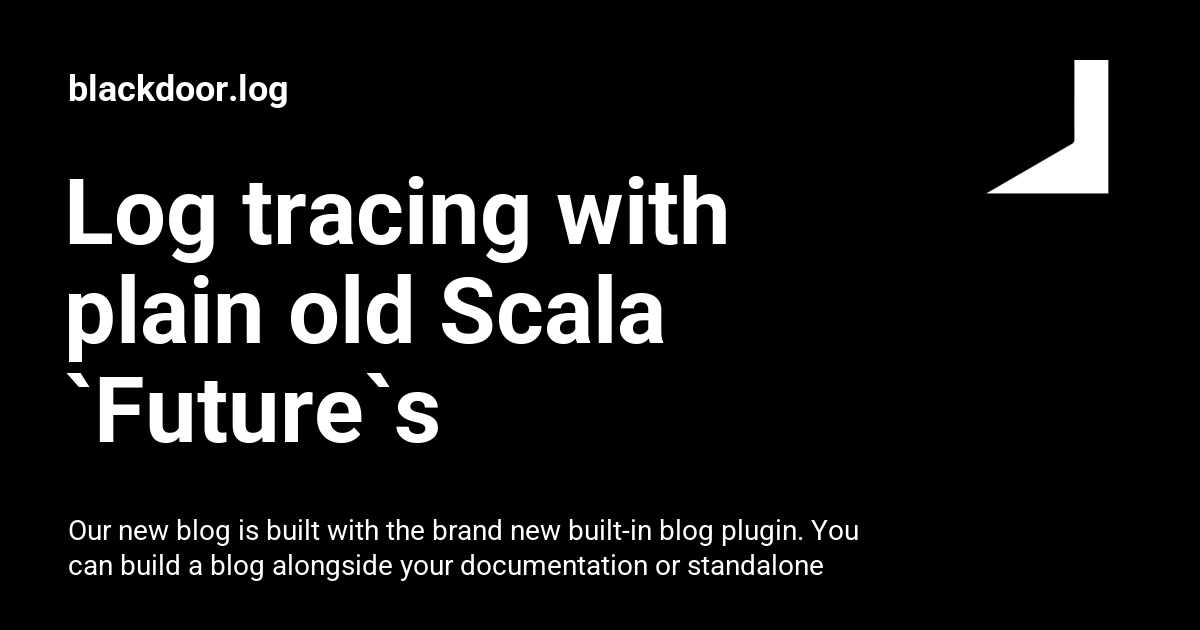 blackdoor.log
Log tracing with
plain old Scala
`Future`s
Our new blog is built with the brand new built-in blog plugin. You
can build a blog alongside your documentation or standalone